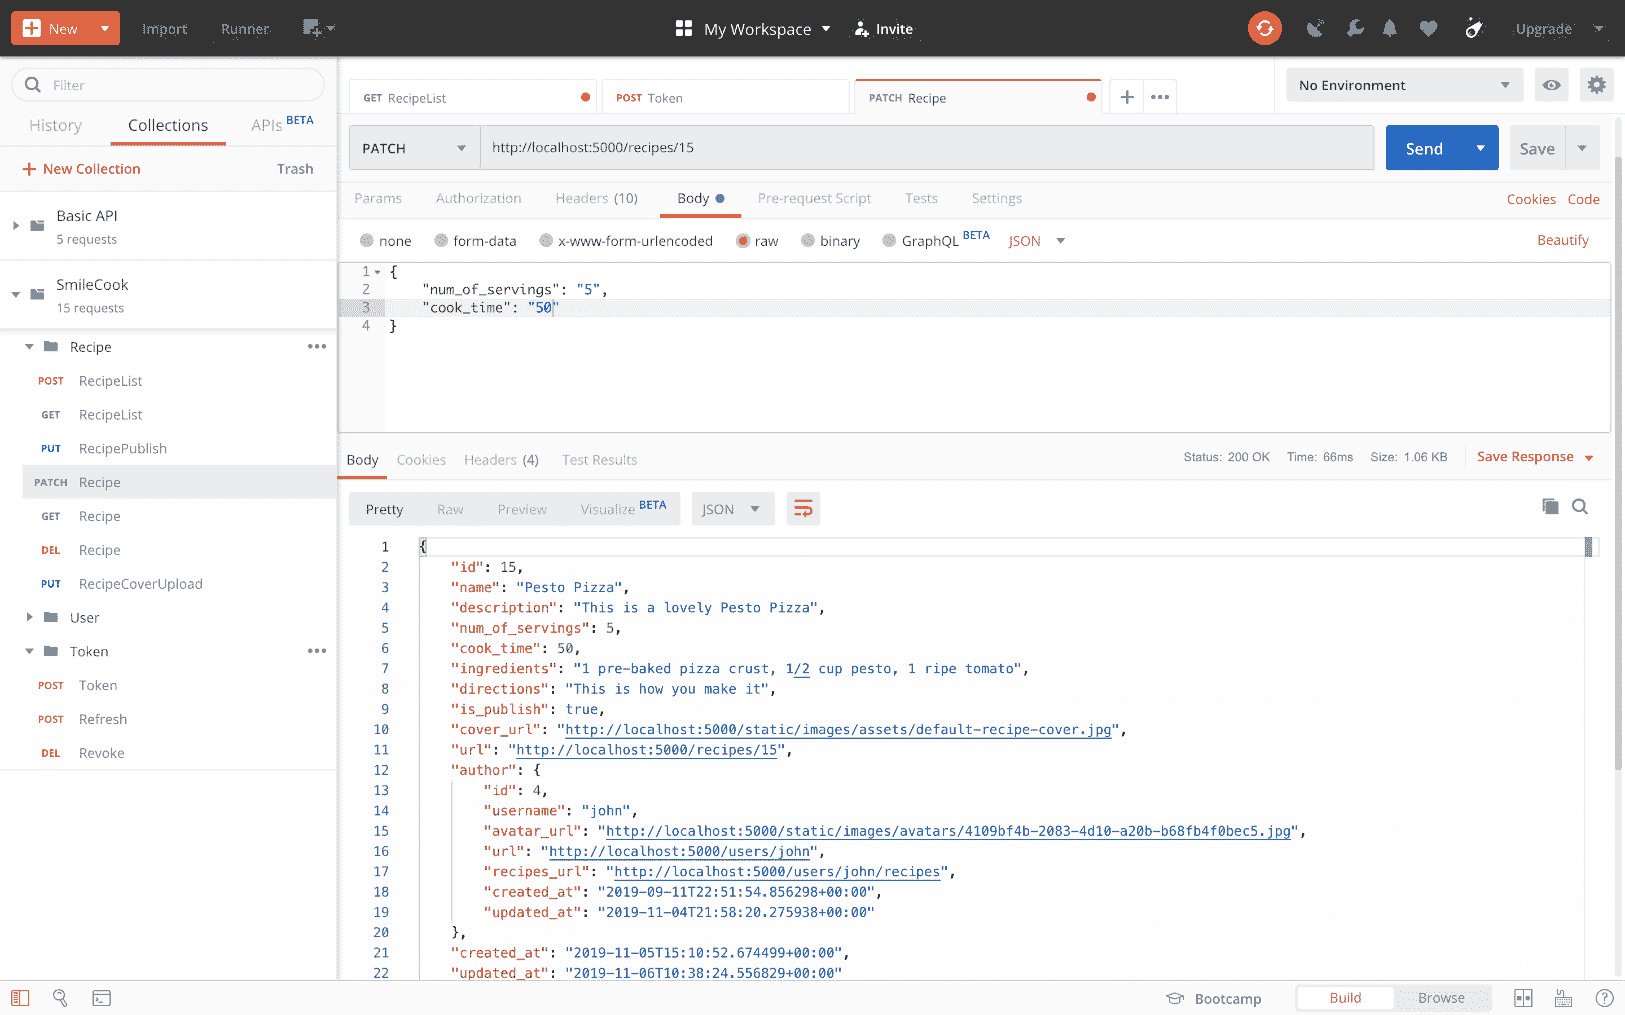 New Import Runner My Workspace Invite Upgrade
Filter
History Collections APIs BETA
New Collection Trash
Basic API
5 requests
SmileCook
15 requests
Recipe
POST RecipeList
GET RecipeList
PUT RecipePublish
PATCH Recipe
GET Recipe
DEL Recipe
PUT RecipeCoverUpload
User
Token
POST Token
POST Refresh
DEL Revoke
GET RecipeList POST Token PATCH Recipe
No Environment
PATCH http://localhost:5000/recipes/15 Send Save
Params Authorization Headers (10) Body Pre-request Script Tests Settings Cookies Code
none form-data x-www-form-urlencoded raw binary GraphQL BETA JSON Beautify
1 {
2 "num_of_servings": "5",
3 "cook_time": "50"
4 }
Body Cookies Headers (4) Test Results Status: 200 OK Time: 66ms Size: 1.06 KB Save Response
Pretty Raw Preview Visualize BETA JSON
1 {
2 "id": 15,
3 "name": "Pesto Pizza",
4 "description": "This is a lovely Pesto Pizza",
5 "num_of_servings": 5,
6 "cook_time": 50,
7 "ingredients": "1 pre-baked pizza crust, 1/2 cup pesto, 1 ripe tomato",
8 "directions": "This is how you make it",
9 "is_publish": true,
10 "cover_url": "http://localhost:5000/static/images/assets/default-recipe-cover.jpg",
11 "url": "http://localhost:5000/recipes/15",
12 "author": {
13 "id": 4,
14 "username": "john",
15 "avatar_url": "http://localhost:5000/static/images/avatars/4109bf4b-2083-4d10-a20b-b68fb4f0bec5.jpg",
16 "url": "http://localhost:5000/users/john",
17 "recipes_url": "http://localhost:5000/users/john/recipes",
18 "created_at": "2019-09-11T22:51:54.856298+00:00",
19 "updated_at": "2019-11-04T21:58:20.275938+00:00"
20 },
21 "created_at": "2019-11-05T15:10:52.674499+00:00",
22 "updated_at": "2019-11-06T10:38:24.556829+00:00"
Bootcamp Build Browse